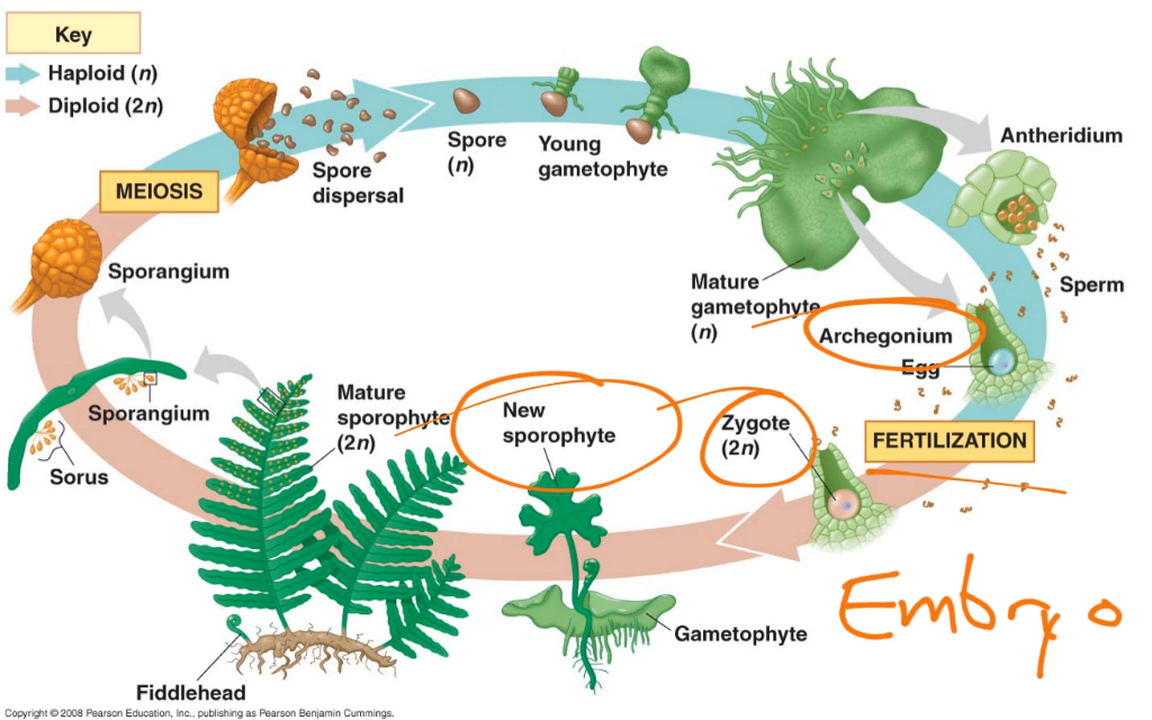 Key
Haploid (n)
Diploid (2n)
MEIOSIS
Spore
dispersal
Spore
(n)
Young
gametophyte
Antheridium
Sporangium
Mature
gametophyte
(n)
Sperm
Archegonium
Egg
Sporangium
Sorus
Mature
sporophyte
(2n)
New
sporophyte
Zygote
(2n)
FERTILIZATION
Embryo
Gametophyte
Fiddlehead
Copyright © 2008 Pearson Education, Inc., publishing as Pearson Benjamin Cummings.